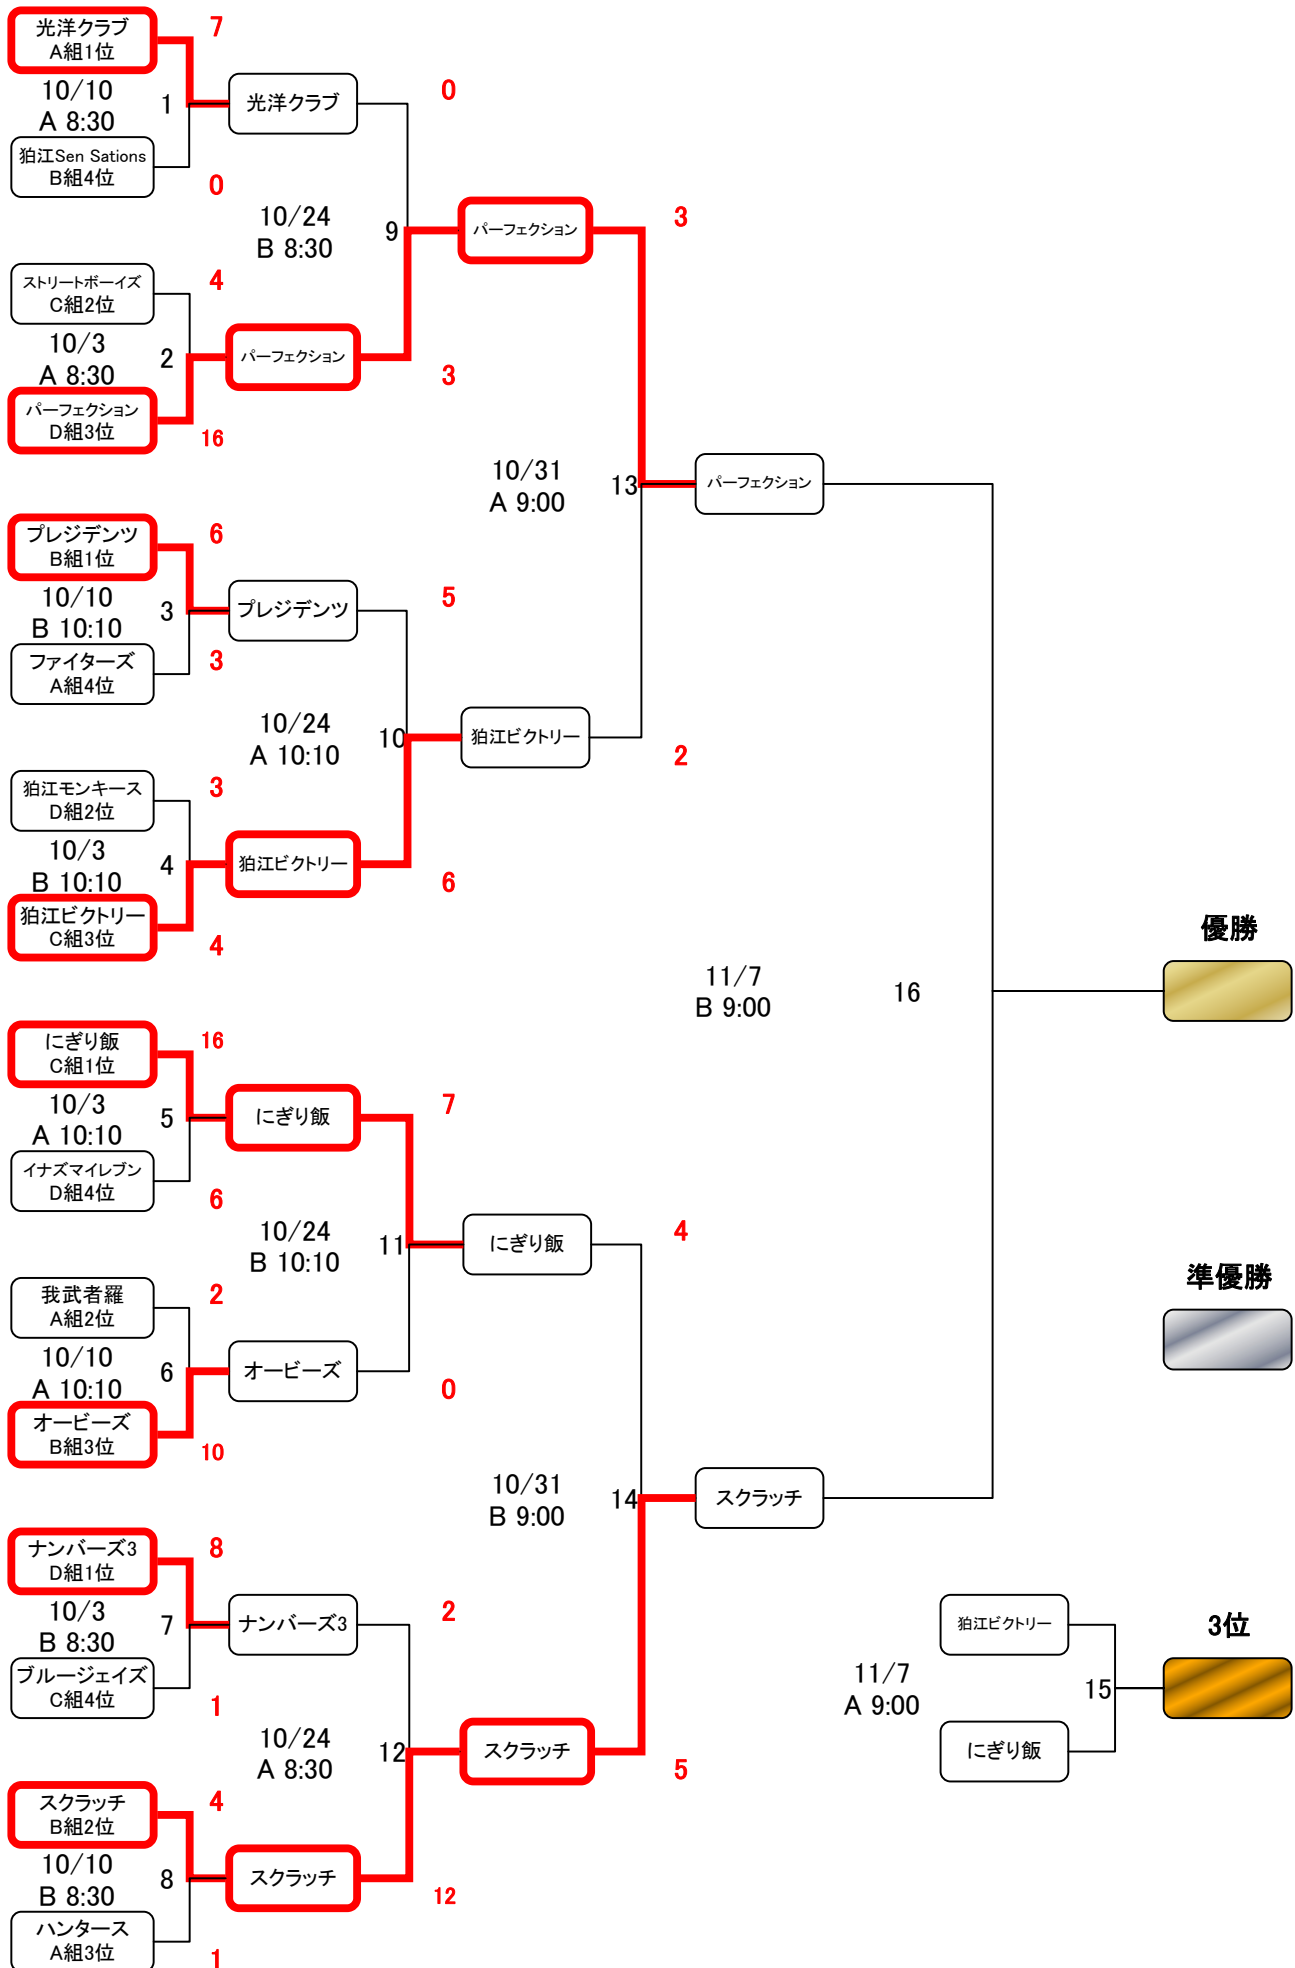 光洋クラブ
A組1位
7
10/10
A 8:30
1
光洋クラブ
0
狛江Sen Sations
B組4位
0
10/24
B 8:30
9
パーフェクション
3
ストリートボーイズ
C組2位
4
10/3
A 8:30
2
パーフェクション
3
パーフェクション
D組3位
16
10/31
A 9:00
13
パーフェクション
プレジデンツ
B組1位
6
10/10
B 10:10
3
プレジデンツ
5
ファイターズ
A組4位
3
10/24
A 10:10
10
狛江ビクトリー
2
狛江モンキース
D組2位
3
10/3
B 10:10
4
狛江ビクトリー
6
狛江ビクトリー
C組3位
4
優勝
11/7
B 9:00
16
にぎり飯
C組1位
16
10/3
A 10:10
5
にぎり飯
7
イナズマイレブン
D組4位
6
10/24
B 10:10
11
にぎり飯
4
準優勝
我武者羅
A組2位
2
10/10
A 10:10
6
オービーズ
0
オービーズ
B組3位
10
10/31
B 9:00
14
スクラッチ
ナンバーズ3
D組1位
8
10/3
B 8:30
7
ナンバーズ3
2
ブルージェイズ
C組4位
1
狛江ビクトリー
3位
11/7
A 9:00
15
にぎり飯
10/24
A 8:30
12
スクラッチ
5
スクラッチ
B組2位
4
10/10
B 8:30
8
スクラッチ
12
ハンタース
A組3位
1